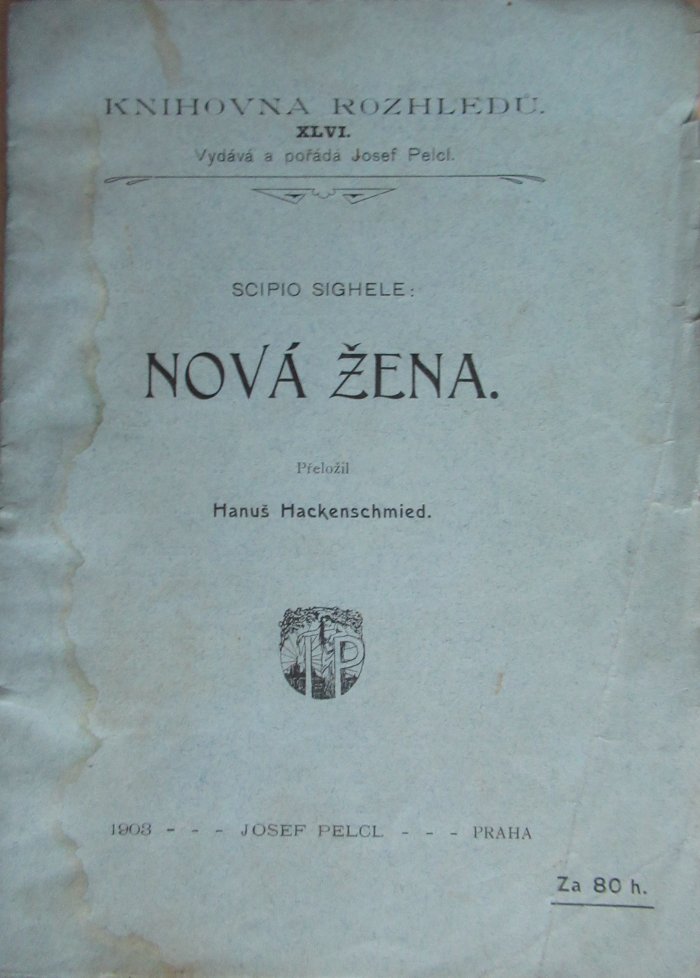 KNIHOVNA ROZHLEDŮ.
XLVI.
Vydává a pořádá Josef Pelcl.
SCIPIO SIGHELE:
NOVÁ ŽENA.
Přeložil
Hanuš Hackenschmied.
JP
1903 - - - JOSEF PELCL - - - PRAHA
Za 80 h.